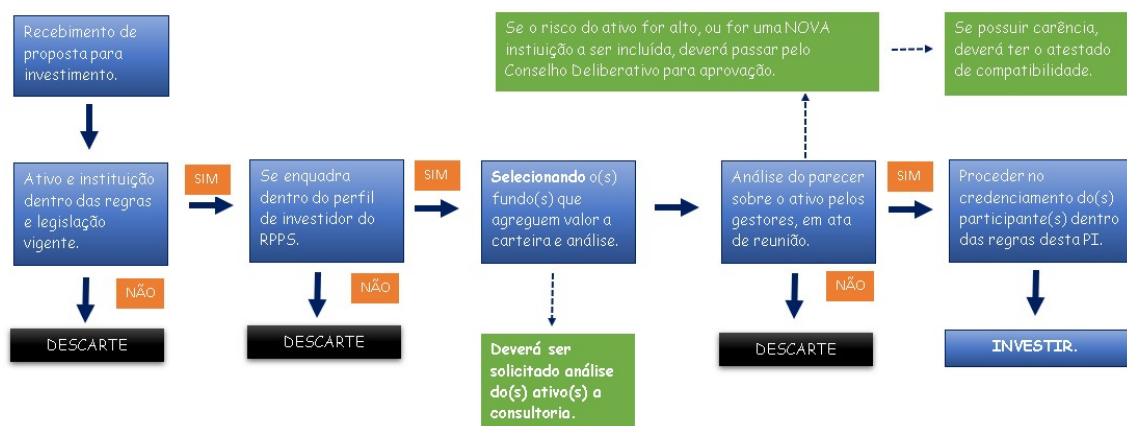 Recebimento de
proposta para
investimento.
Se o risco do ativo for alto, ou for uma NOVA
instiuição a ser incluída, deverá passar pelo
Conselho Deliberativo para aprovação.
Se possuir carência,
deverá ter o atestado
de compatibilidade.
Ativo e instituição
dentro das regras
e legislação
vigente.
SIM
Se enquadra
dentro do perfil
de investidor do
RPPS.
SIM
Selecionando o(s)
fundo(s) que
agreguem valor a
carteira e análise.
Análise do parecer
sobre o ativo pelos
gestores, em ata
de reunião.
SIM
Proceder no
credenciamento do(s)
participante(s) dentro
das regras desta PI.
NÃO
NÃO
NÃO
DESCARTE
DESCARTE
Deverá ser
solicitado análise
do(s) ativo(s) a
consultoria.
DESCARTE
INVESTIR.